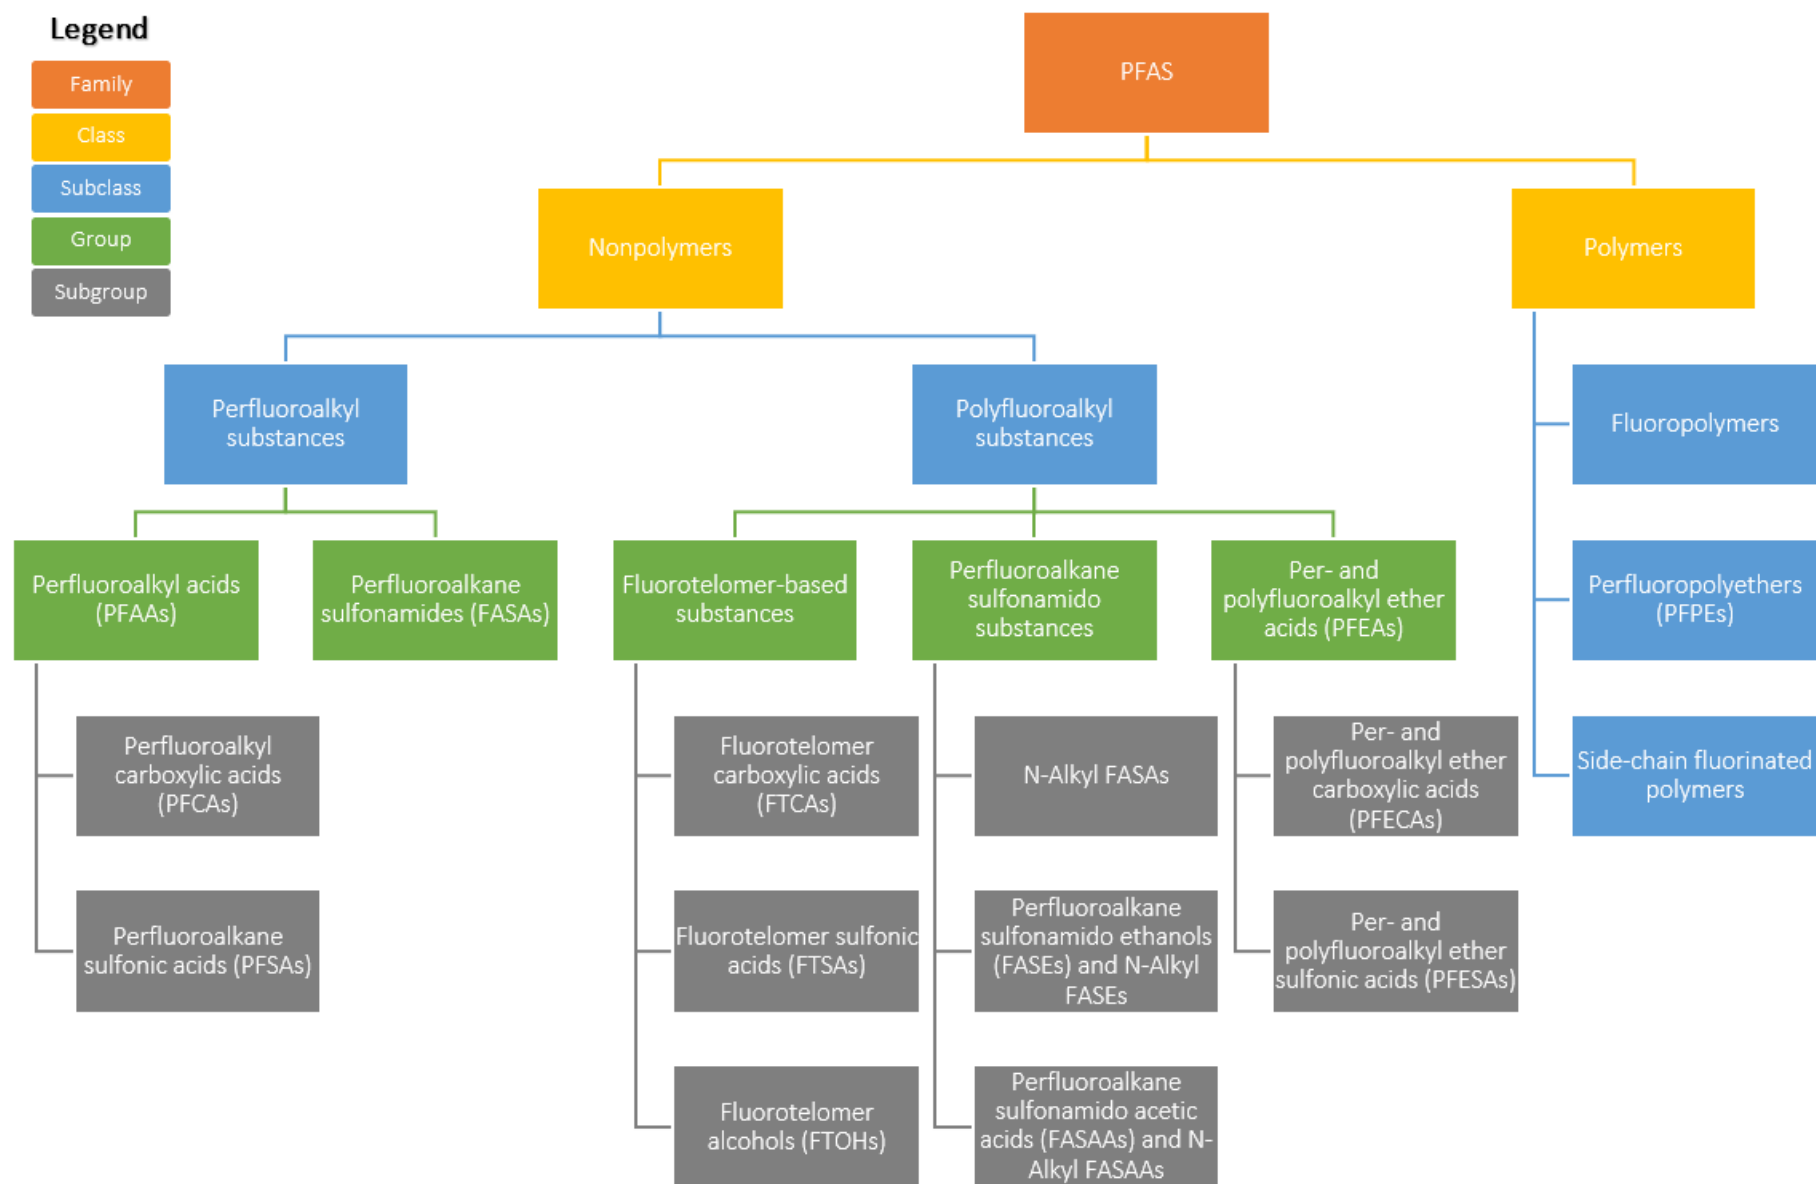 Legend
Family
Class
Subclass
Group
Subgroup
PFAS
Nonpolymers
Polymers
Perfluoroalkyl
substances
Polyfluoroalkyl
substances
Fluoropolymers
Perfluoroalkyl acids
(PFAAs)
Perfluoroalkane
sulfonamides (FASAs)
Fluorotelomer-based
substances
Perfluoroalkane
sulfonamido
substances
Per- and
polyfluoroalkyl ether
acids (PFEAs)
Perfluoropolyethers
(PFPEs)
Perfluoroalkyl
carboxylic acids
(PFCAs)
Fluorotelomer
carboxylic acids
(FTCAs)
N-Alkyl FASAs
Per- and
polyfluoroalkyl ether
carboxylic acids
(PFECAs)
Side-chain fluorinated
polymers
Perfluoroalkane
sulfonic acids (PFSAs)
Fluorotelomer sulfonic
acids (FTSAs)
Perfluoroalkane
sulfonamido ethanols
(FASEs) and N-Alkyl
FASEs
Per- and
polyfluoroalkyl ether
sulfonic acids (PFESAs)
Fluorotelomer
alcohols (FTOHs)
Perfluoroalkane
sulfonamido acetic
acids (FASAAs) and N-
Alkyl FASAAs